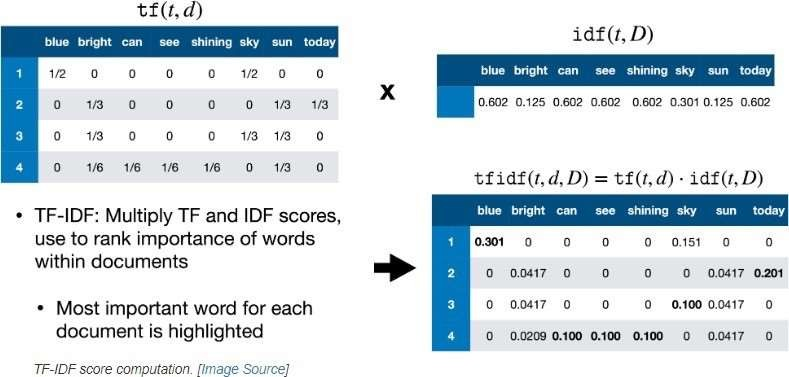 tf(t, d)
blue bright can see shining sky sun today
1 1/2 0 0 0 0 1/2 0 0
2 0 1/3 0 0 0 0 1/3 1/3
3 0 1/3 0 0 0 1/3 1/3 0
4 0 1/6 1/6 1/6 1/6 0 1/3 0
x
idf(t, D)
blue bright can see shining sky sun today
0.602 0.125 0.602 0.602 0.602 0.301 0.125 0.602
• TF-IDF: Multiply TF and IDF scores,
use to rank importance of words
within documents
• Most important word for each
document is highlighted
tfidf(t, d, D) = tf(t, d) · idf(t, D)
blue bright can see shining sky sun today
1 0.301 0 0 0 0 0.151 0 0
2 0 0.0417 0 0 0 0 0.0417 0.201
3 0 0.0417 0 0 0 0.100 0.0417 0
4 0 0.0209 0.100 0.100 0.100 0 0.0417 0
TF-IDF score computation. [Image Source]